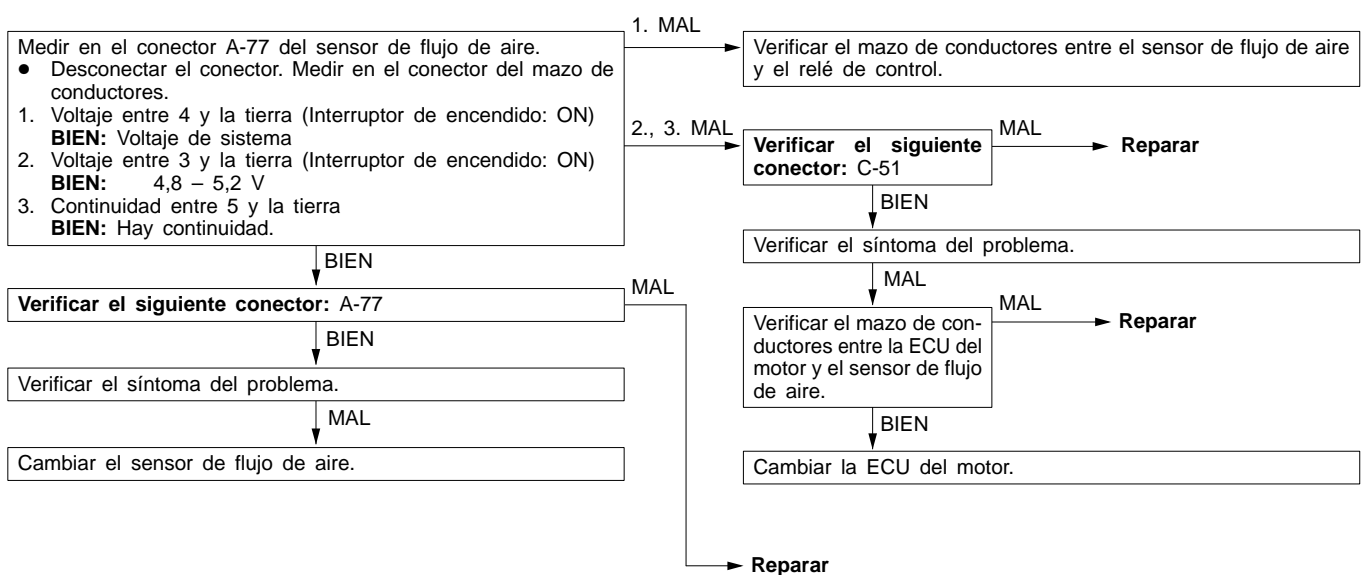 Medir en el conector A-77 del sensor de flujo de aire.
● Desconectar el conector. Medir en el conector del mazo de
conductores.
1. Voltaje entre 4 y la tierra (Interruptor de encendido: ON)
BIEN: Voltaje de sistema
2. Voltaje entre 3 y la tierra (Interruptor de encendido: ON)
BIEN: 4,8 – 5,2 V
3. Continuidad entre 5 y la tierra
BIEN: Hay continuidad.
1. MAL
Verificar el mazo de conductores entre el sensor de flujo de aire
y el relé de control.
2., 3. MAL
Verificar el siguiente
conector: C-51
MAL
Reparar
BIEN
Verificar el síntoma del problema.
MAL
Verificar el mazo de con-
ductores entre la ECU del
motor y el sensor de flujo
de aire.
MAL
Reparar
BIEN
Cambiar la ECU del motor.
BIEN
Verificar el siguiente conector: A-77
MAL
Reparar
BIEN
Verificar el síntoma del problema.
MAL
Cambiar el sensor de flujo de aire.